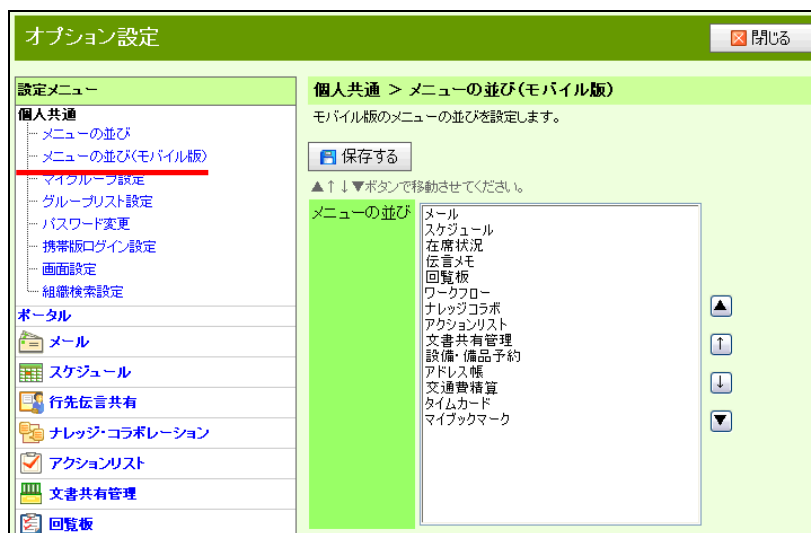 オプション設定
閉じる
設定メニュー
個人共通
メニューの並び
メニューの並び(モバイル版)
マイグループ設定
グループリスト設定
パスワード変更
携帯版ログイン設定
画面設定
組織検索設定
ポータル
メール
スケジュール
行先伝言共有
ナレッジ・コラボレーション
アクションリスト
文書共有管理
回覧板
個人共通 > メニューの並び(モバイル版)
モバイル版のメニューの並びを設定します。
保存する
▲↑↓▼ボタンで移動させてください。
メニューの並び
メール
スケジュール
在席状況
伝言メモ
回覧板
ワークフロー
ナレッジコラボ
アクションリスト
文書共有管理
設備・備品予約
アドレス帳
交通費精算
タイムカード
マイブックマーク
▲
↑
↓
▼